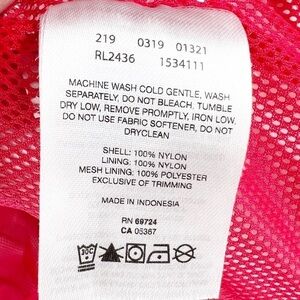 219 0319 01321
RL2436 1534111
MACHINE WASH COLD GENTLE, WASH
SEPARATELY, DO NOT BLEACH. TUMBLE
DRY LOW, REMOVE PROMPTLY, IRON LOW.
DO NOT USE FABRIC SOFTENER, DO NOT
DRYCLEAN
SHELL: 100% NYLON
LINING: 100% NYLON
MESH LINING: 100% POLYESTER
EXCLUSIVE OF TRIMMING
MADE IN INDONESIA
RN 69724
CA 05367